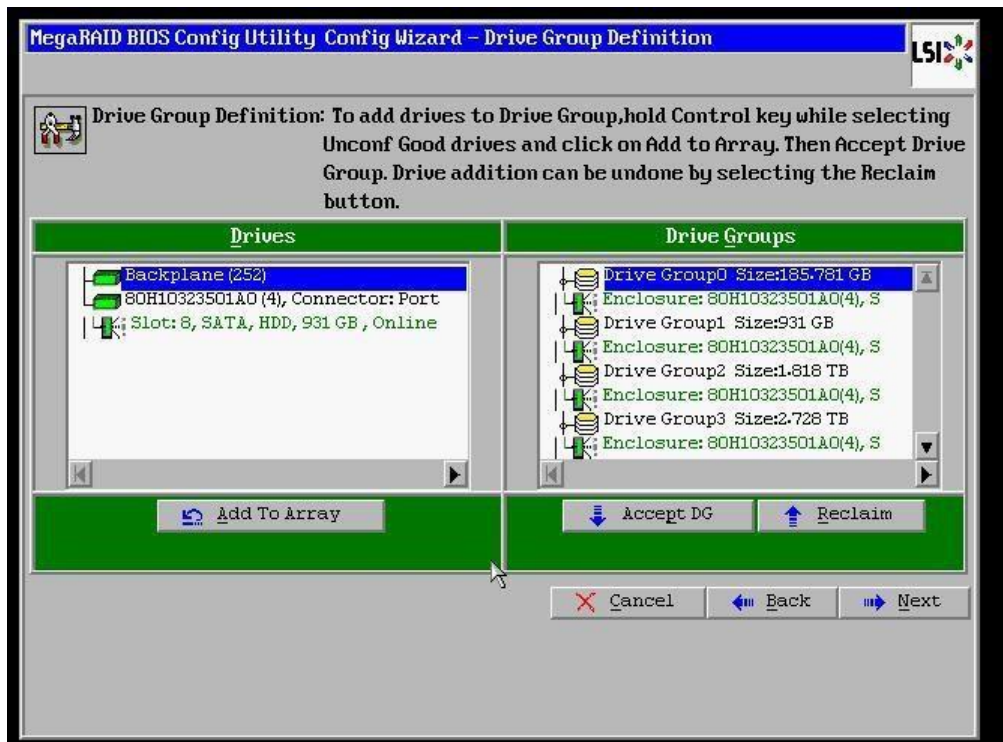 MegaRAID BIOS Config Utility Config Wizard - Drive Group Definition
LSI
Drive Group Definition: To add drives to Drive Group,hold Control key while selecting
Unconf Good drives and click on Add to Array. Then Accept Drive
Group. Drive addition can be undone by selecting the Reclaim
button.
Drives
Backplane (252)
80H10323501A0 (4), Connector: Port
Slot: 8, SATA, HDD, 931 GB , Online
Add To Array
Drive Groups
Drive Group0 Size:185.781 GB
Enclosure: 80H10323501A0(4), S
Drive Group1 Size:931 GB
Enclosure: 80H10323501A0(4), S
Drive Group2 Size:1.818 TB
Enclosure: 80H10323501A0(4), S
Drive Group3 Size:2.728 TB
Enclosure: 80H10323501A0(4), S
Accept DG
Reclaim
Cancel
Back
Next